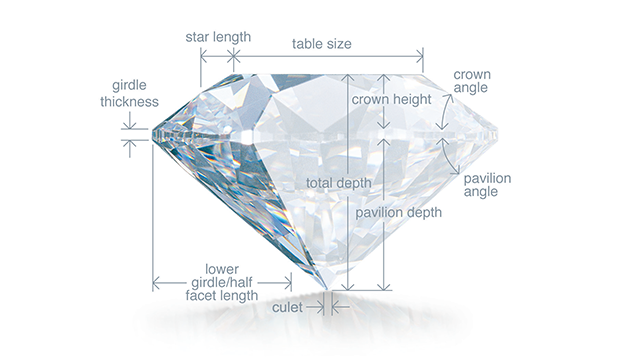 star length
table size
girdle
thickness
crown height
crown
angle
total depth
pavilion
angle
pavilion depth
lower
girdle/half
facet length
culet